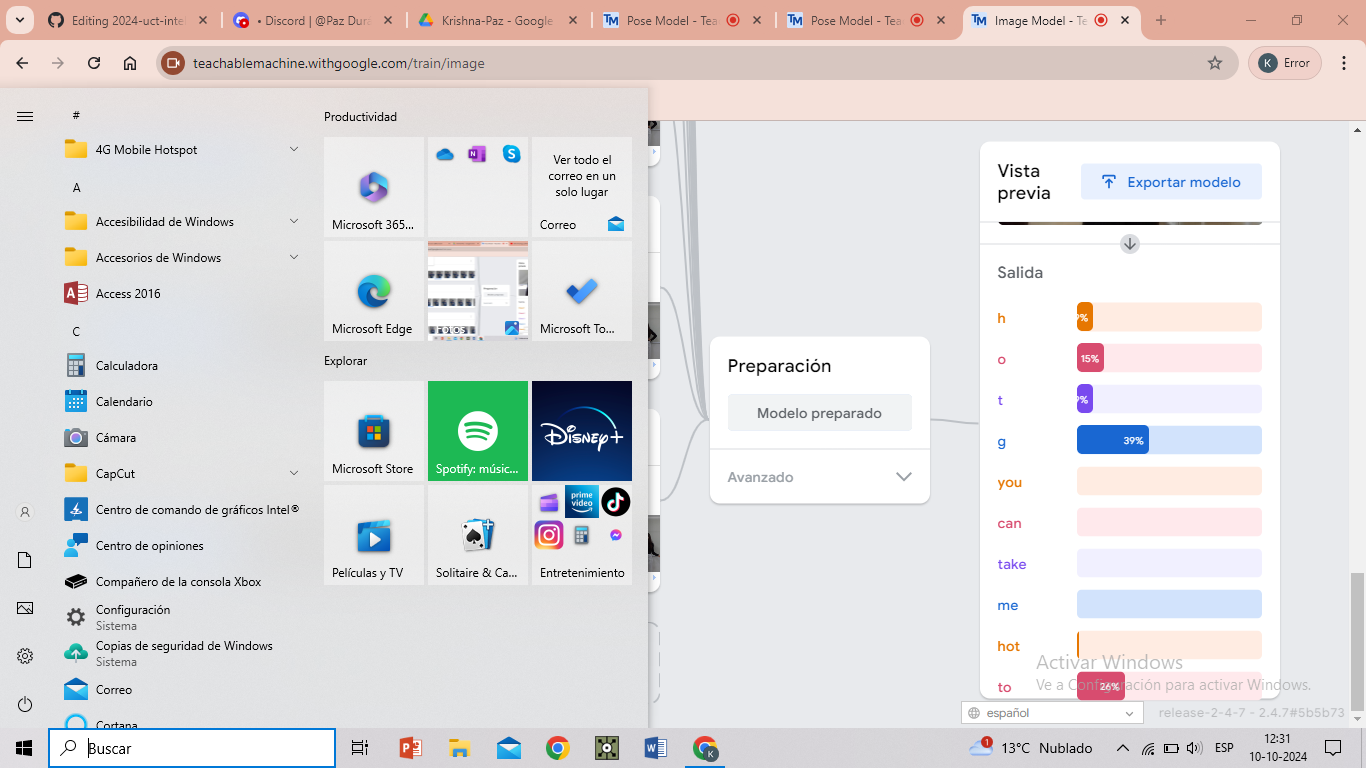 Editing 2024-uct-inte
• Discord | @Paz Dura
Krishna-Paz - Google
Pose Model - Tea
Pose Model - Tea
Image Model - Te
teachablemachine.withgoogle.com/train/image
K
Error
#
4G Mobile Hotspot
A
Accesibilidad de Windows
Accesorios de Windows
Access 2016
C
Calculadora
Calendario
Cámara
CapCut
Centro de comando de gráficos Intel®
Centro de opiniones
Compañero de la consola Xbox
Configuración
Sistema
Copias de seguridad de Windows
Sistema
Correo
Cortana
Productividad
Microsoft 365...
Ver todo el
correo en un
solo lugar
Correo
Microsoft Edge
FOTOS
Microsoft To...
Explorar
Microsoft Store
Spotify: músic...
Disney+
Películas y TV
Solitaire & Ca...
prime
video
Entretenimiento
Preparación
Modelo preparado
Avanzado
Vista
previa
Exportar modelo
Salida
h
o 15%
t
g 39%
you
can
take
me
hot
to 26%
Activar Windows
Ve a Configuración para activar Windows.
español
release-2-4-7 - 2.4.7#5b5b73
Buscar
1
13°C Nublado
ESP
12:31
10-10-2024